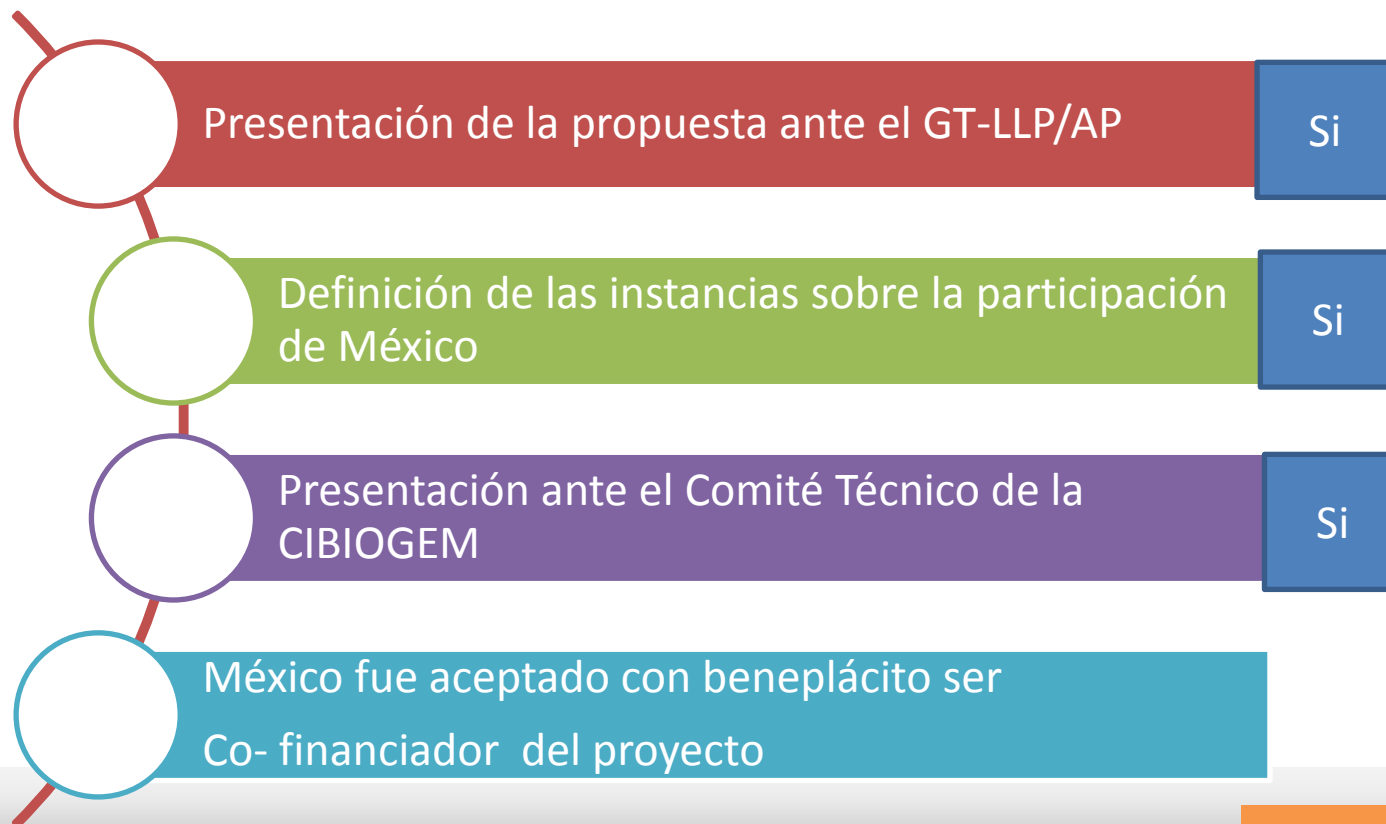 Presentación de la propuesta ante el GT-LLP/AP
Si
Definición de las instancias sobre la participación
de México
Si
Presentación ante el Comité Técnico de la
CIBIOGEM
Si
México fue aceptado con beneplácito ser
Co- financiador del proyecto